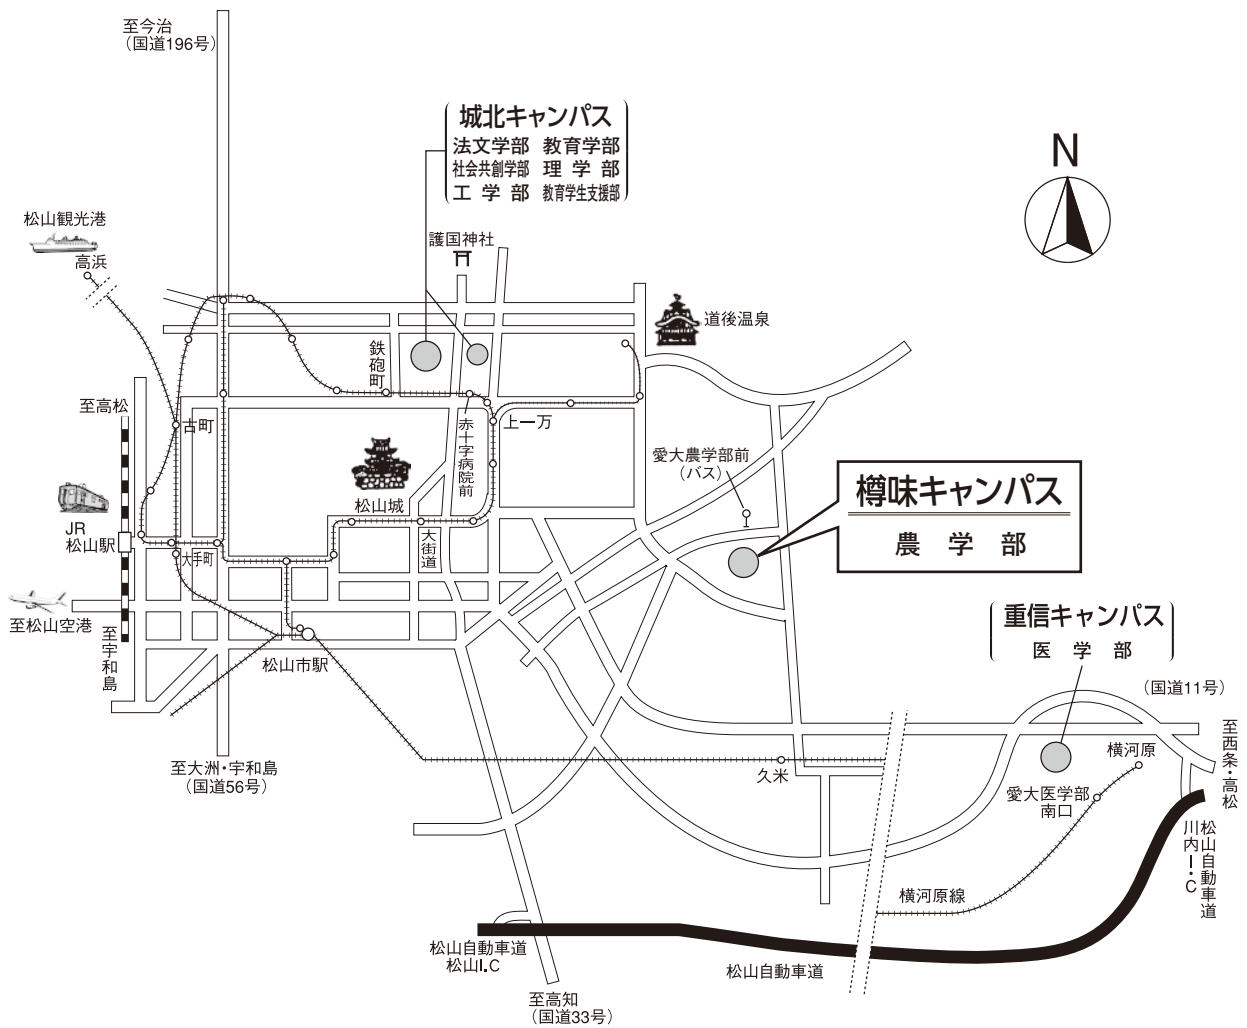 至今治
（国道196号）
城北キャンパス
法文学部 教育学部
社会共創学部 理学部
工学部 教育学生支援部
N
松山観光港
高浜
護国神社
道後温泉
鉄砲町
至高松
古町
赤十字病院前
上一万
愛大農学部前
（バス）
樽味キャンパス
農学部
松山城
JR
松山駅
大手町
大街道
至松山空港
至宇和島
松山市駅
重信キャンパス
医学部
（国道11号）
至西条・高松
横河原
久米
愛大医学部
南口
至大洲・宇和島
（国道56号）
松山自動車道
川内I・C
横河原線
松山自動車道
松山I.C
松山自動車道
至高知
（国道33号）